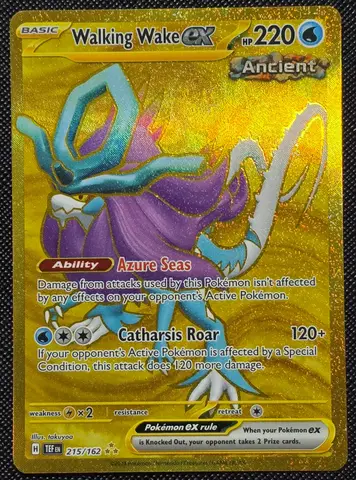 BASIC Walking Wake ex HP 220
Ancient
Ability Azure Seas
Damage from attacks used by this Pokémon isn't affected
by any effects on your opponent's Active Pokémon.
Catharsis Roar 120+
If your opponent's Active Pokémon is affected by a Special
Condition, this attack does 120 more damage.
weakness ×2 resistance retreat
Illus. takuyoa
Pokémon ex rule When your Pokémon ex
is Knocked Out, your opponent takes 2 Prize cards.
H TEF EN 215/162